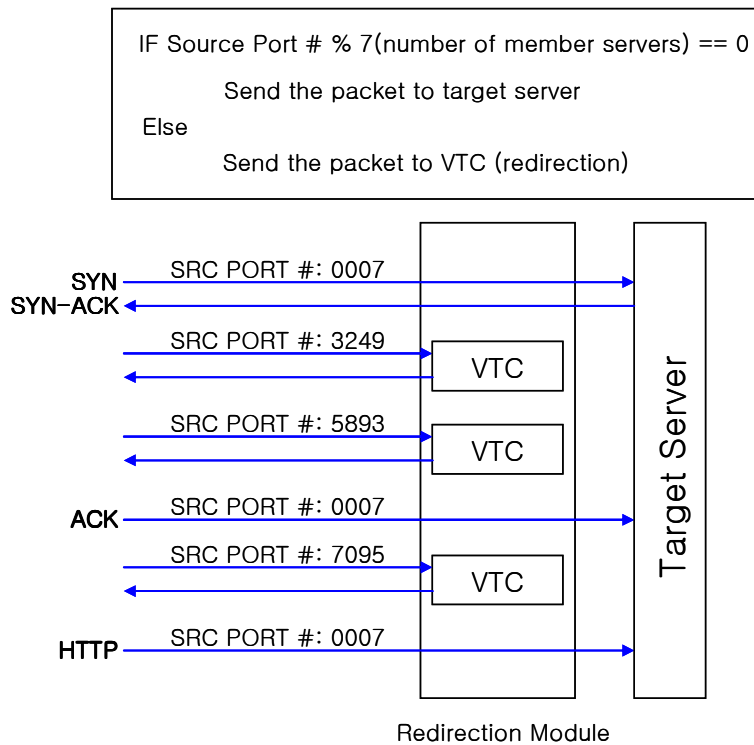 IF Source Port # % 7(number of member servers) == 0
Send the packet to target server
Else
Send the packet to VTC (redirection)
SYN
SRC PORT #: 0007
SYN-ACK
SRC PORT #: 3249
VTC
SRC PORT #: 5893
VTC
ACK
SRC PORT #: 0007
SRC PORT #: 7095
VTC
HTTP
SRC PORT #: 0007
Target Server
Redirection Module